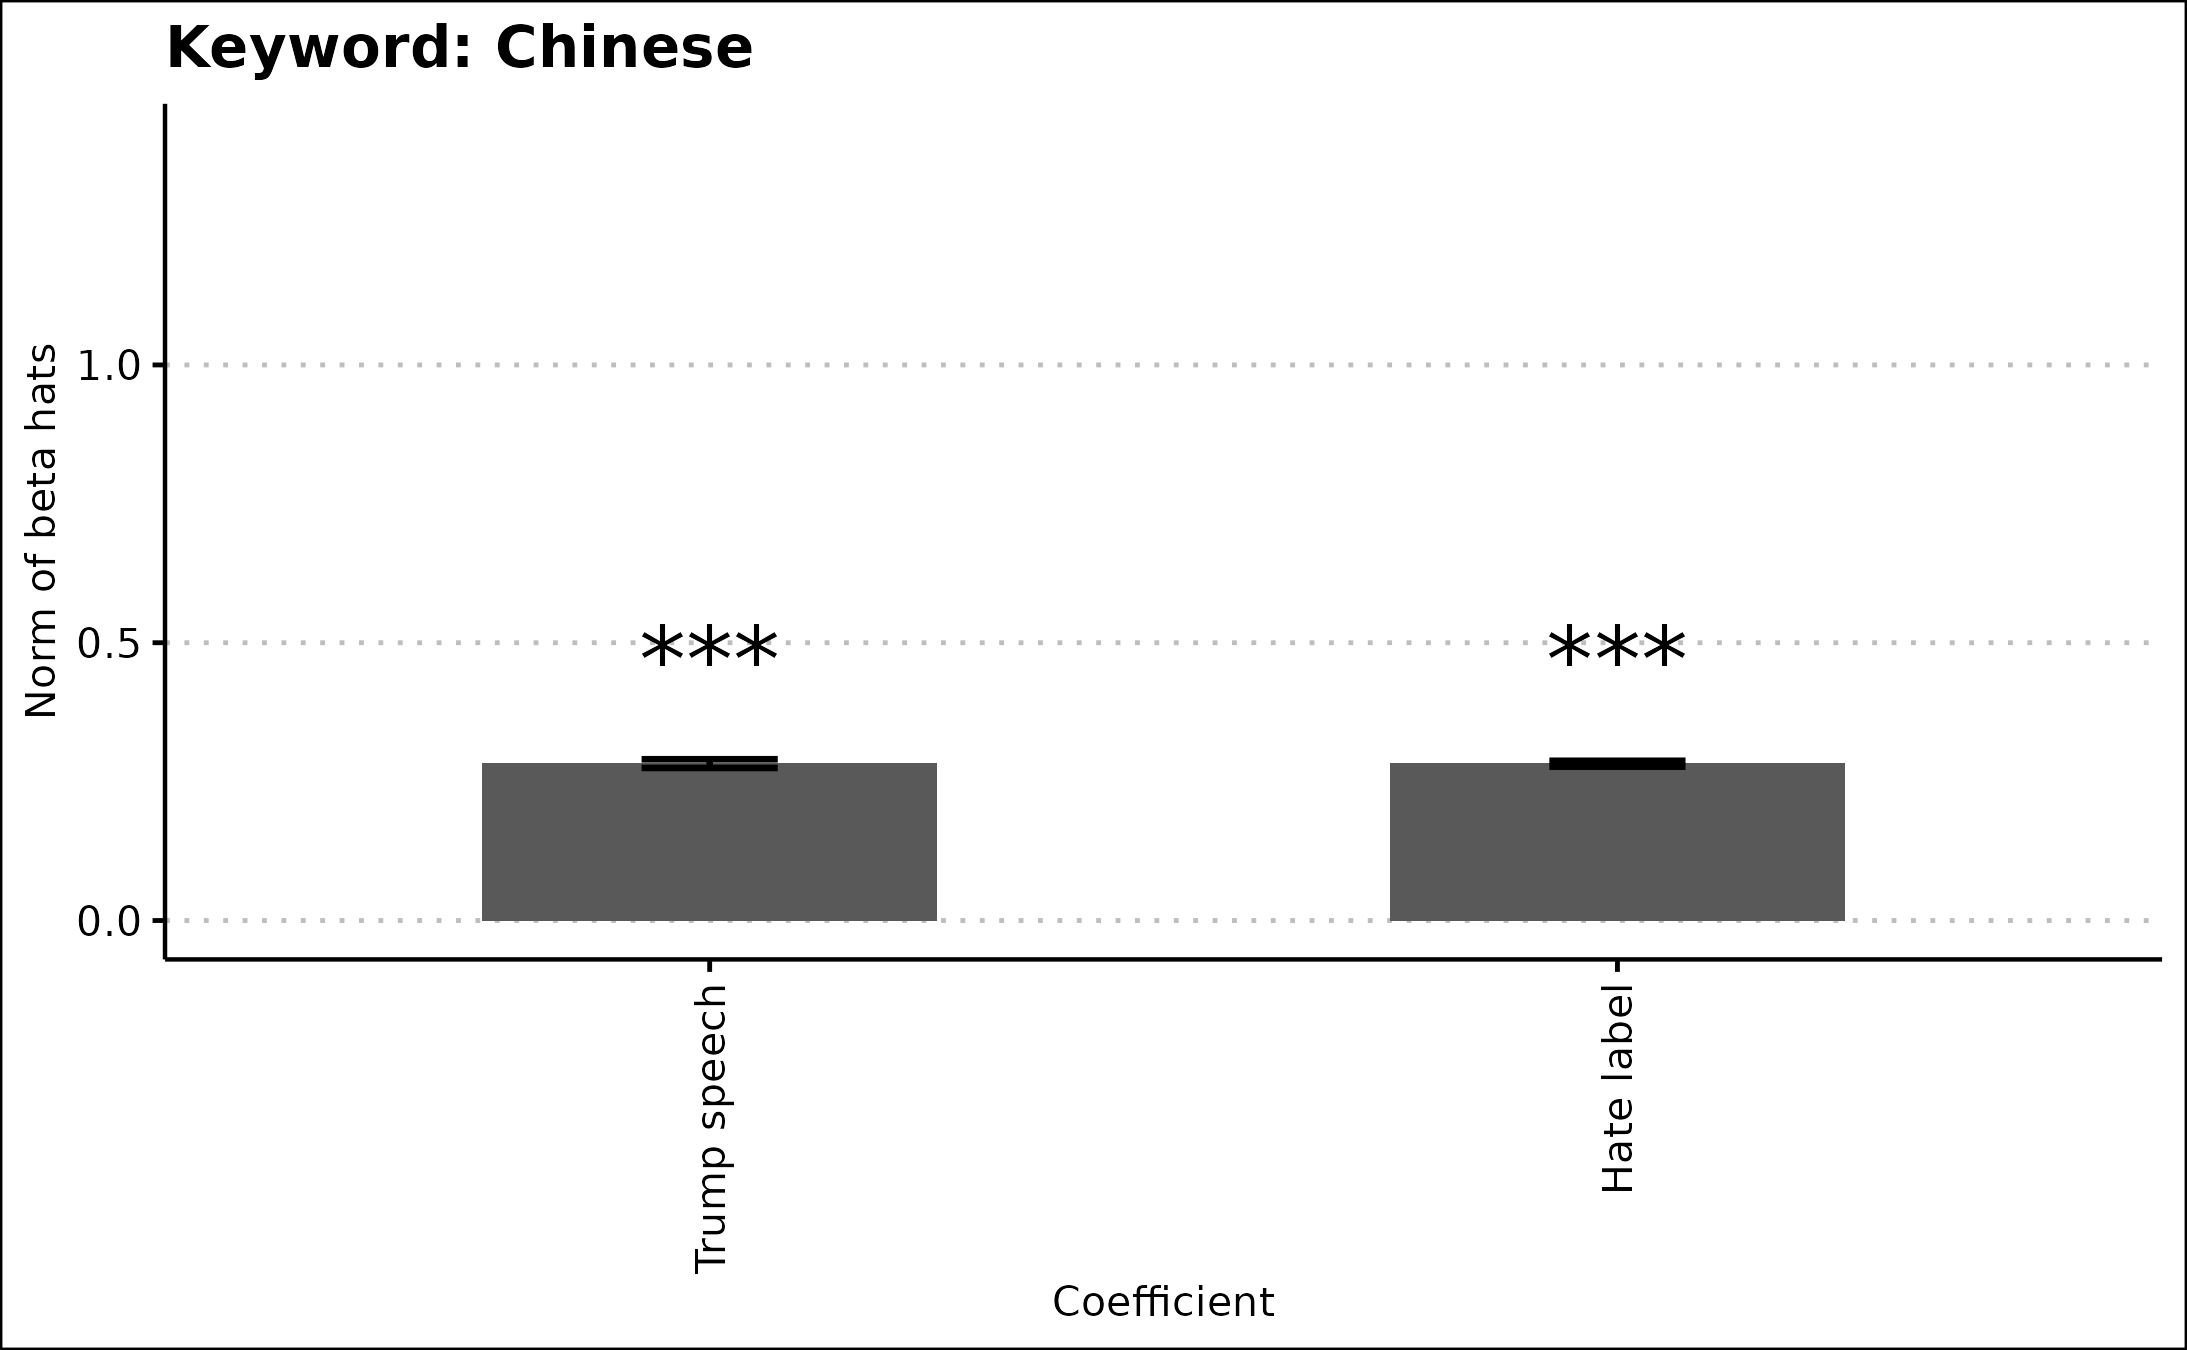 Keyword: Chinese
Norm of beta hats
1.0
0.5
0.0
***
***
Trump speech
Hate label
Coefficient